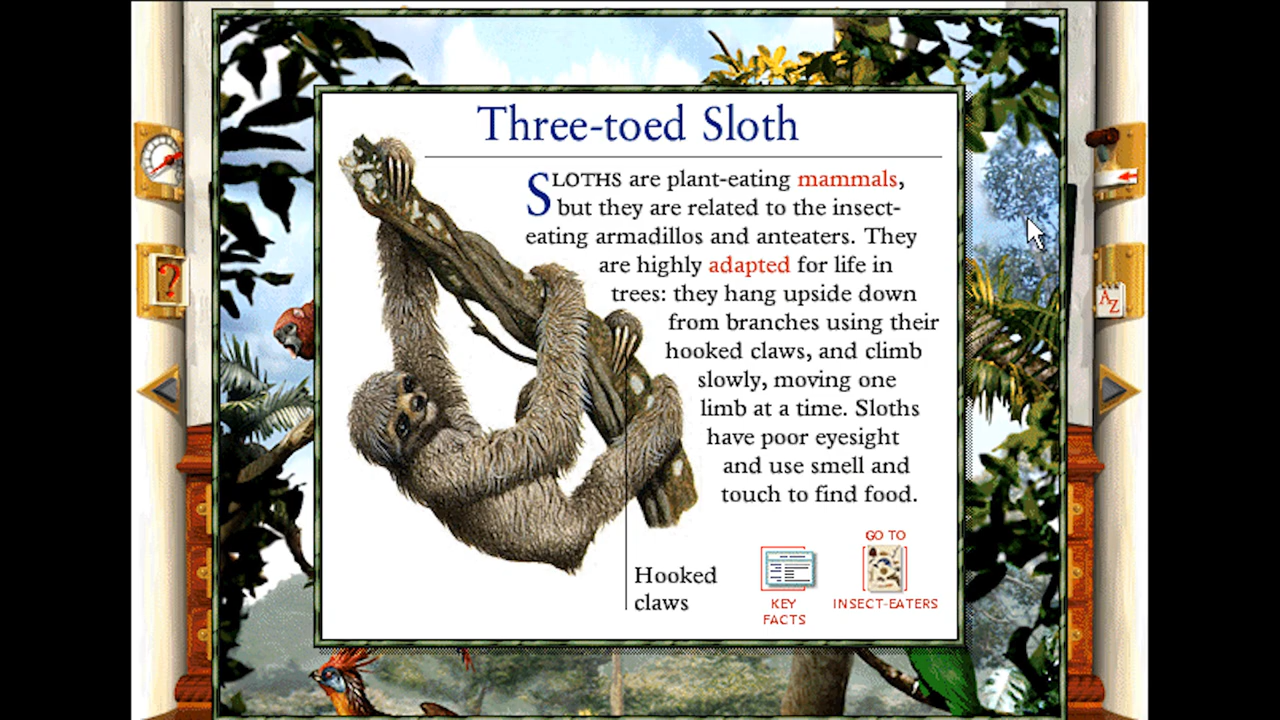 Three-toed Sloth
SLOTHS are plant-eating mammals,
but they are related to the insect-
eating armadillos and anteaters. They
are highly adapted for life in
trees: they hang upside down
from branches using their
hooked claws, and climb
slowly, moving one
limb at a time. Sloths
have poor eyesight
and use smell and
touch to find food.
Hooked
claws
KEY
FACTS
GO TO
INSECT-EATERS
?
A
Z